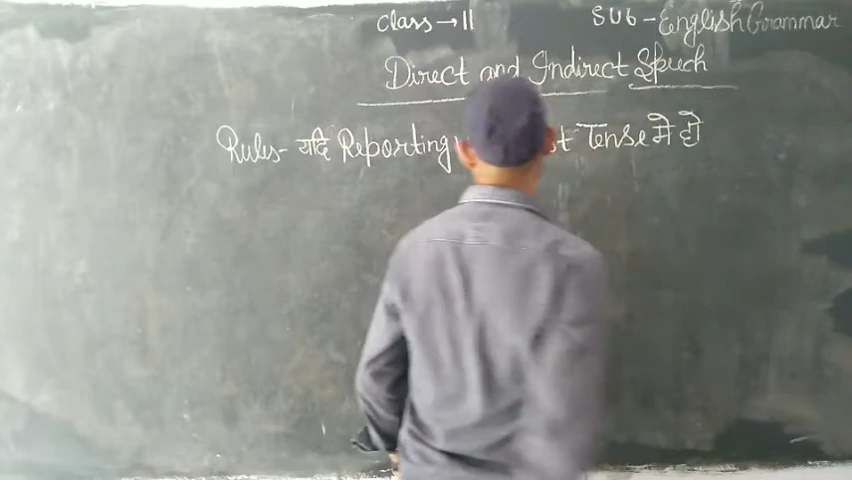 Class → 11 Sub - English Grammar
Direct and Indirect Speech
Rules - यदि Reporting Tense में हो